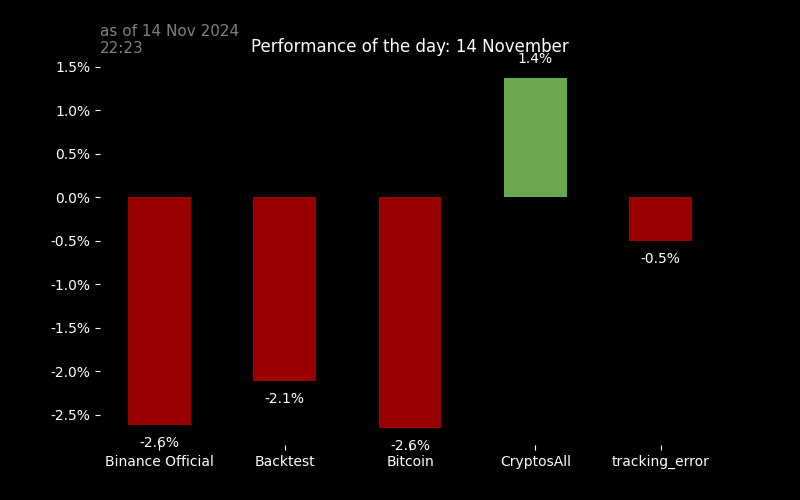 as of 14 Nov 2024
22:23
Performance of the day: 14 November
1.5%
1.0%
0.5%
0.0%
-0.5%
-1.0%
-1.5%
-2.0%
-2.5%
1.4%
-0.5%
-2.1%
-2.6%
-2.6%
Binance Official
Backtest
Bitcoin
CryptosAll
tracking_error